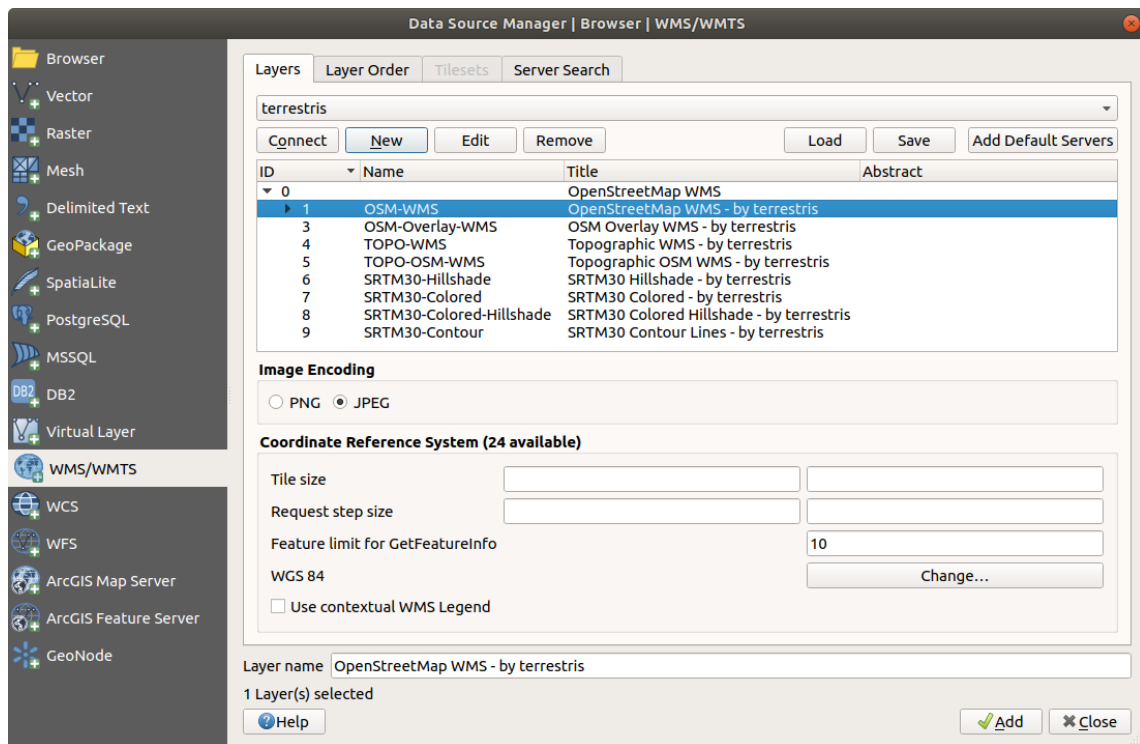 Data Source Manager | Browser | WMS/WMTS
Browser
Vector
Raster
Mesh
Delimited Text
GeoPackage
SpatiaLite
PostgreSQL
MSSQL
DB2
DB2
Virtual Layer
WMS/WMTS
WCS
WFS
ArcGIS Map Server
ArcGIS Feature Server
GeoNode
Layers Layer Order Tilesets Server Search
terrestris
Connect New Edit Remove Load Save Add Default Servers
ID Name Title Abstract
0 OpenStreetMap WMS
1 OSM-WMS OpenStreetMap WMS - by terrestris
3 OSM-Overlay-WMS OSM Overlay WMS - by terrestris
4 TOPO-WMS Topographic WMS - by terrestris
5 TOPO-OSM-WMS Topographic OSM WMS - by terrestris
6 SRTM30-Hillshade SRTM30 Hillshade - by terrestris
7 SRTM30-Colored SRTM30 Colored - by terrestris
8 SRTM30-Colored-Hillshade SRTM30 Colored Hillshade - by terrestris
9 SRTM30-Contour SRTM30 Contour Lines - by terrestris
Image Encoding
PNG JPEG
Coordinate Reference System (24 available)
Tile size
Request step size
Feature limit for GetFeatureInfo 10
WGS 84 Change...
Use contextual WMS Legend
Layer name OpenStreetMap WMS - by terrestris
1 Layer(s) selected
Help Add Close